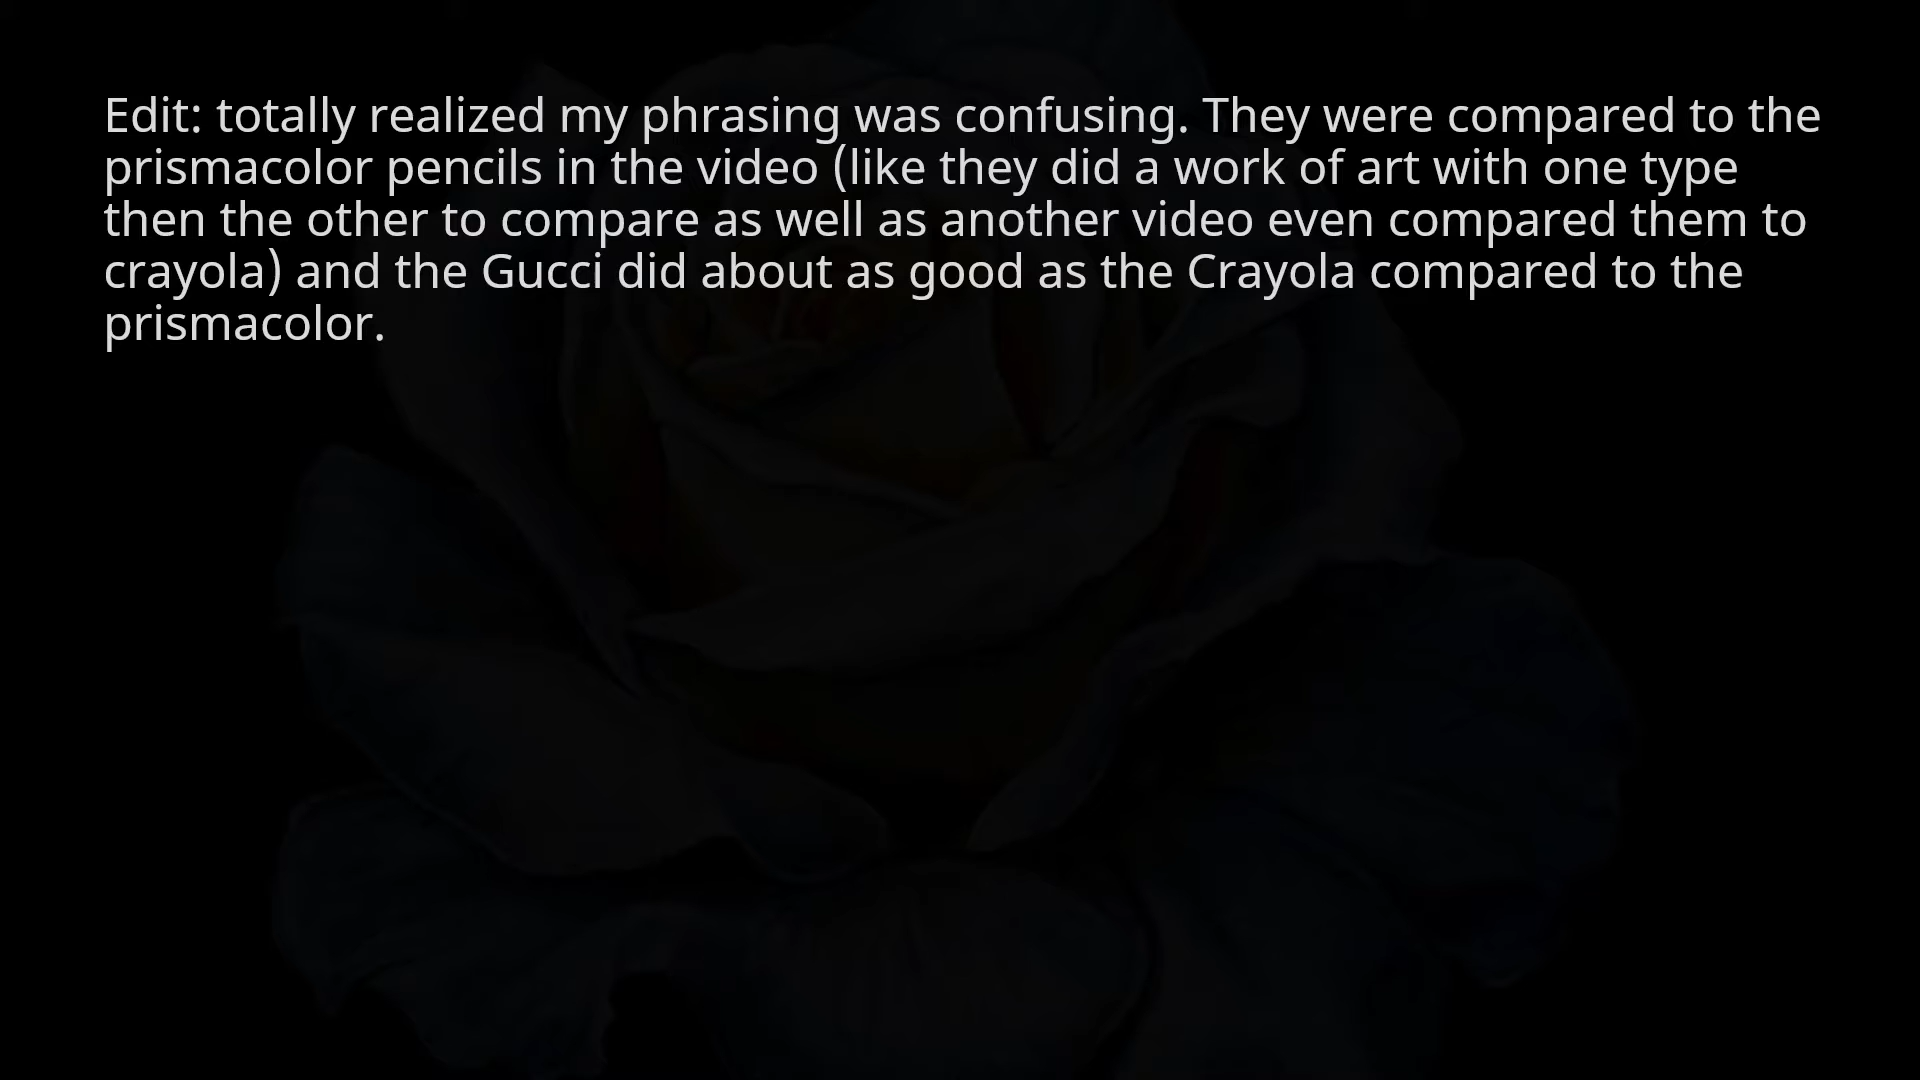 Edit: totally realized my phrasing was confusing. They were compared to the
prismacolor pencils in the video (like they did a work of art with one type
then the other to compare as well as another video even compared them to
crayola) and the Gucci did about as good as the Crayola compared to the
prismacolor.